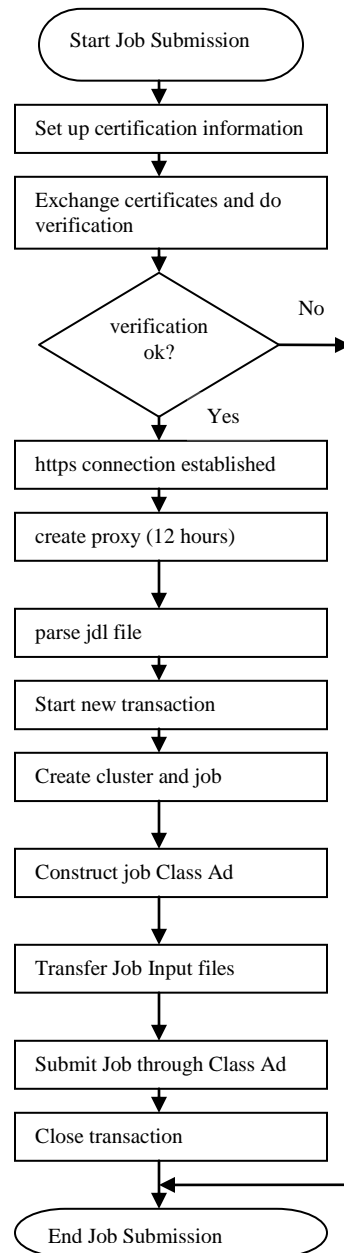 Start Job Submission
Set up certification information
Exchange certificates and do
verification
verification
ok?
No
Yes
https connection established
create proxy (12 hours)
parse jdl file
Start new transaction
Create cluster and job
Construct job Class Ad
Transfer Job Input files
Submit Job through Class Ad
Close transaction
End Job Submission